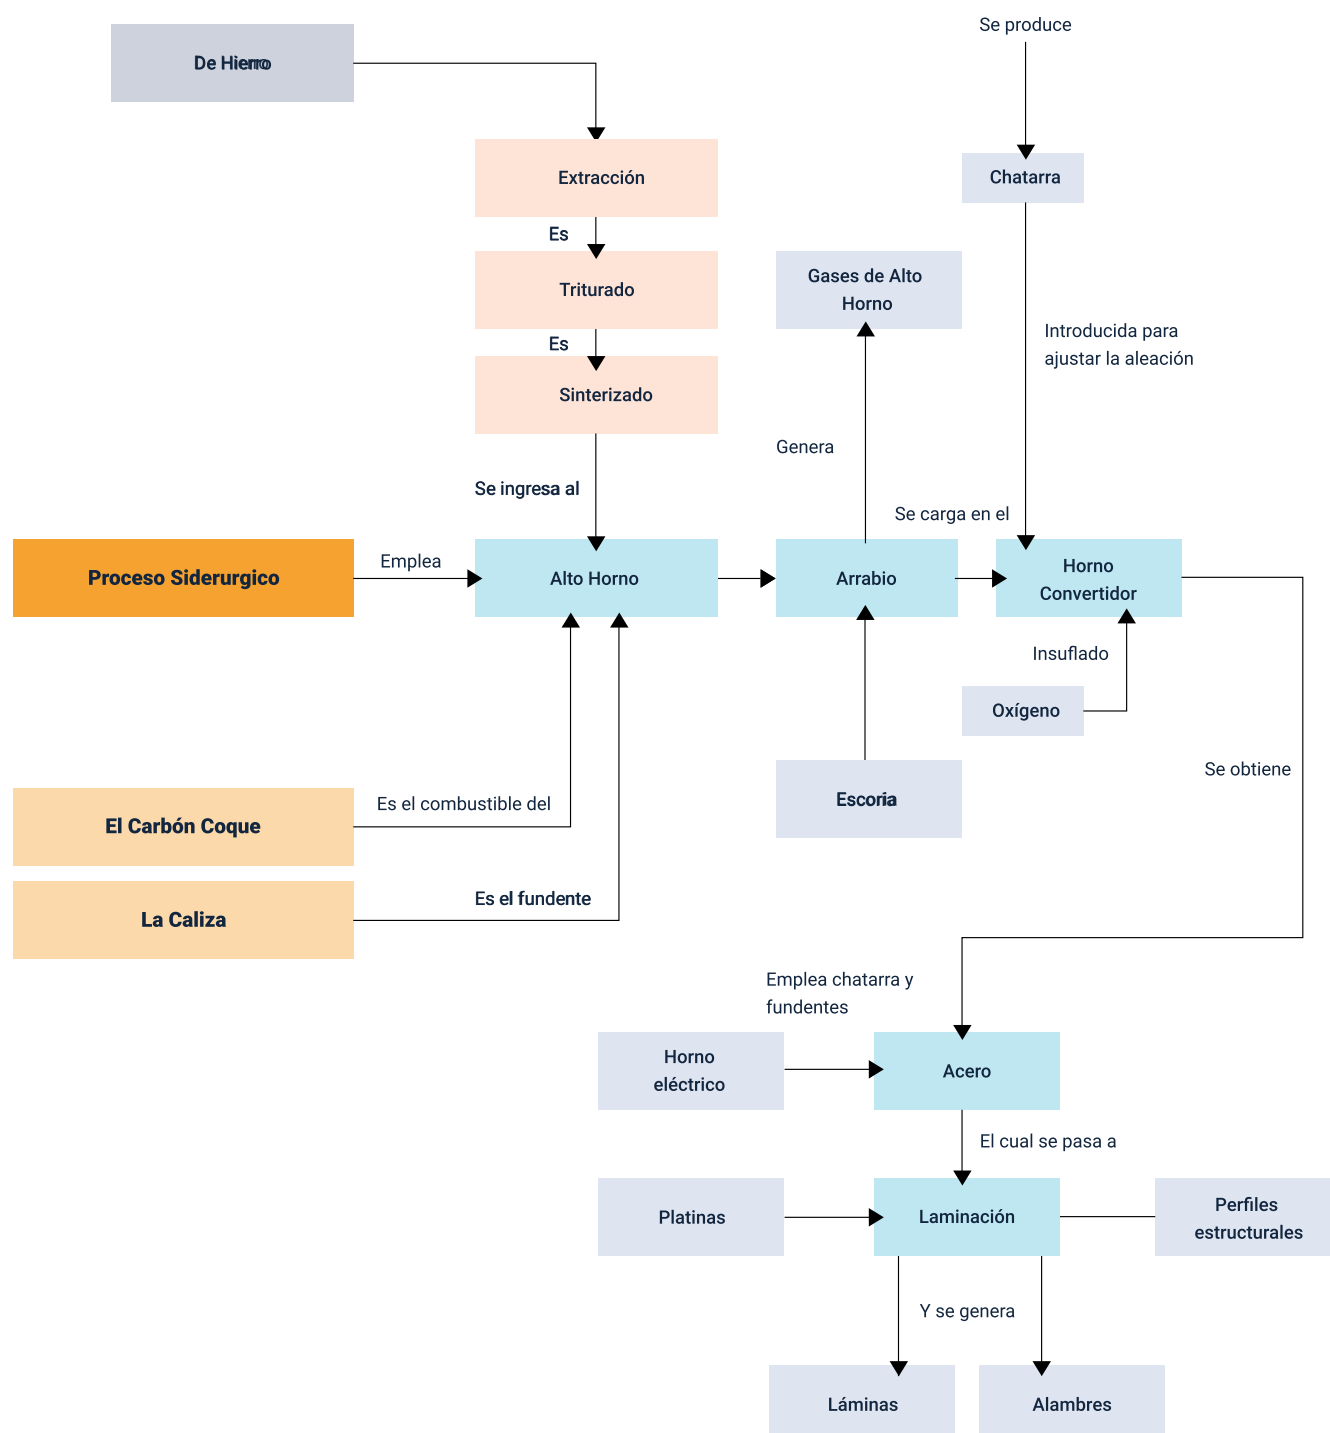 Se produce
De Hierro
Extracción
Chatarra
Es
Triturado
Gases de Alto
Horno
Es
Introducida para
ajustar la aleación
Sinterizado
Genera
Se ingresa al
Se carga en el
Proceso Siderurgico
Emplea
Alto Horno
Arrabio
Horno
Convertidor
Insuflado
Oxígeno
Se obtiene
El Carbón Coque
Es el combustible del
Escoria
La Caliza
Es el fundente
Emplea chatarra y
fundentes
Horno
eléctrico
Acero
El cual se pasa a
Platinas
Laminación
Perfiles
estructurales
Y se genera
Láminas
Alambres